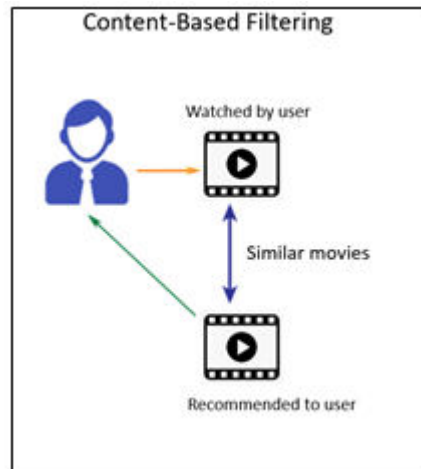 Content-Based Filtering
Watched by user
Similar movies
Recommended to user